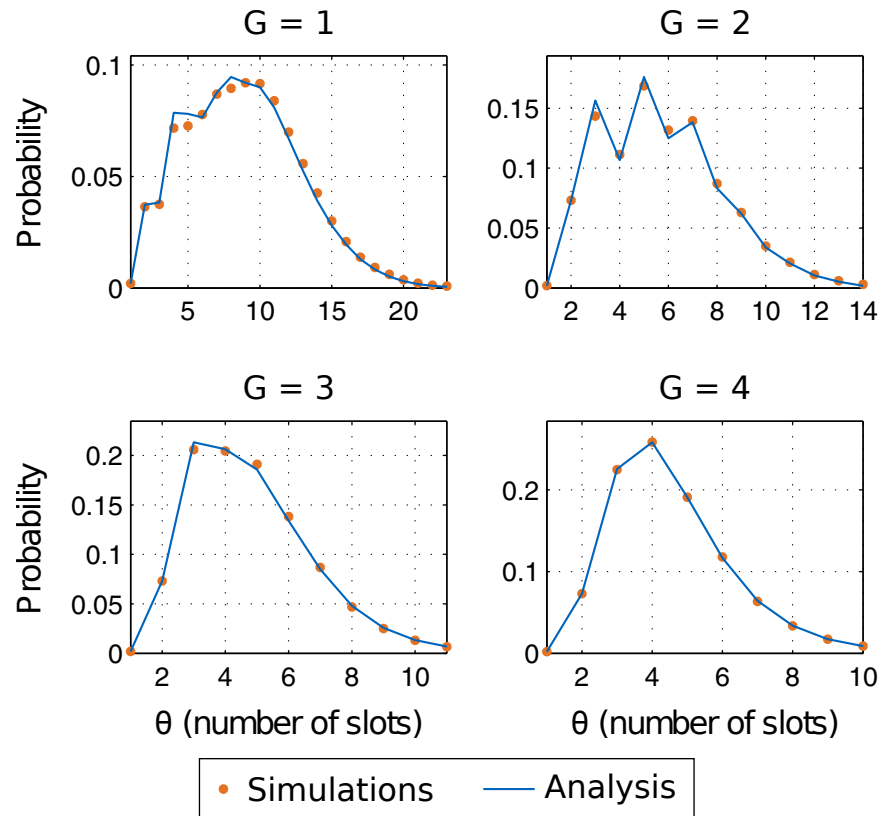 G = 1
G = 2
Probability
0.1
0.05
0
5 10 15 20
0.15
0.1
0.05
0
2 4 6 8 10 12 14
G = 3
G = 4
Probability
0.2
0.15
0.1
0.05
0
2 4 6 8 10
0.2
0.1
0
2 4 6 8 10
θ (number of slots)
θ (number of slots)
Simulations
Analysis